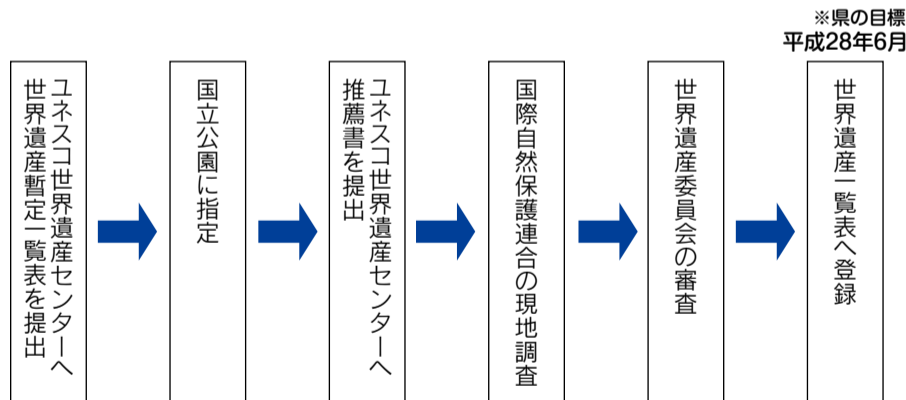 ※県の目標
平成28年6月
ユネスコ世界遺産センターへ
世界遺産暫定一覧表を提出
国立公園に指定
ユネスコ世界遺産センターへ
推薦書を提出
国際自然保護連合の現地調査
世界遺産委員会の審査
世界遺産一覧表へ登録